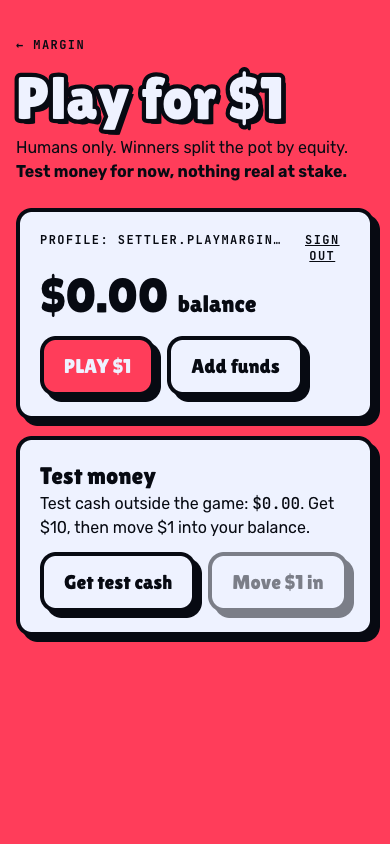 ← MARGIN
Play for $1
Humans only. Winners split the pot by equity.
Test money for now, nothing real at stake.
PROFILE: SETTLER.PLAYMARGIN… SIGN
OUT
$0.00 balance
PLAY $1 Add funds
Test money
Test cash outside the game: $0.00. Get
$10, then move $1 into your balance.
Get test cash Move $1 in